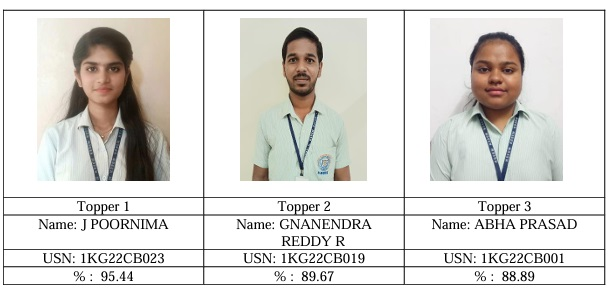 Topper 1
Topper 2
Topper 3
Name: J POORNIMA
Name: GNANENDRA
REDDY R
Name: ABHA PRASAD
USN: 1KG22CB023
USN: 1KG22CB019
USN: 1KG22CB001
% : 95.44
% : 89.67
% : 88.89